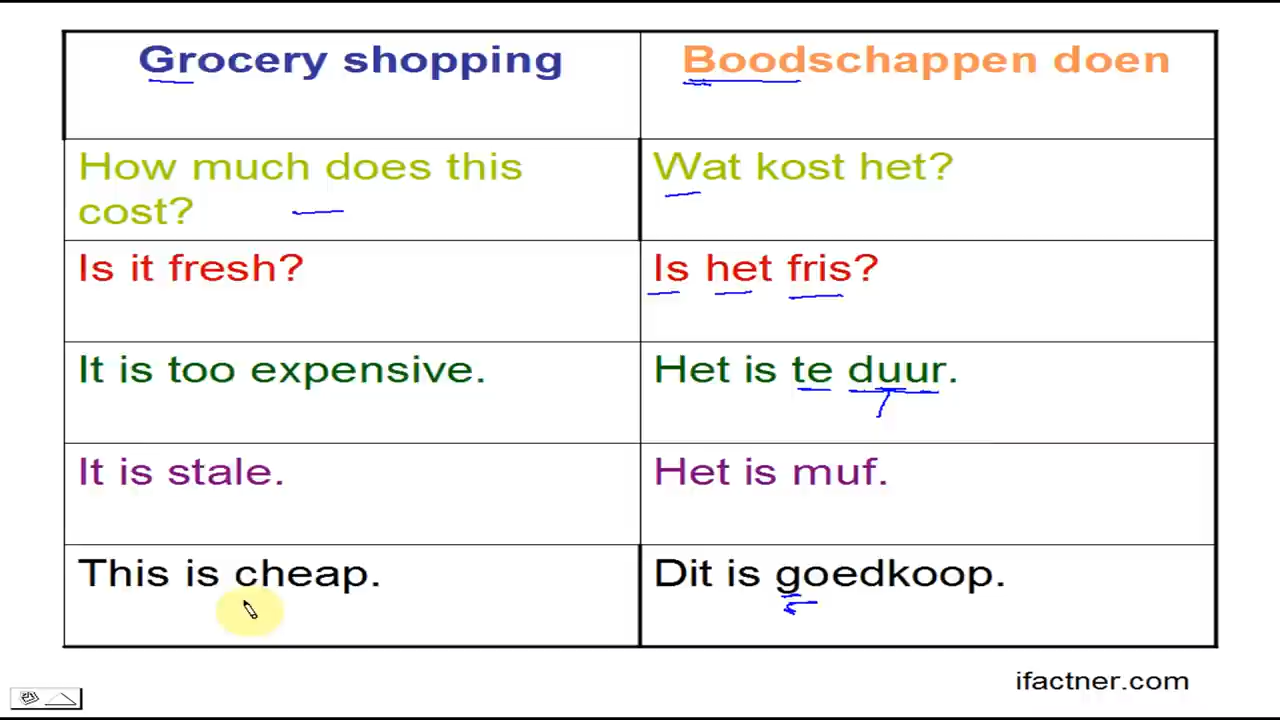 Grocery shopping
Boodschappen doen
How much does this
cost?
Wat kost het?
Is it fresh?
Is het fris?
It is too expensive.
Het is te duur.
It is stale.
Het is muf.
This is cheap.
Dit is goedkoop.
ifactner.com